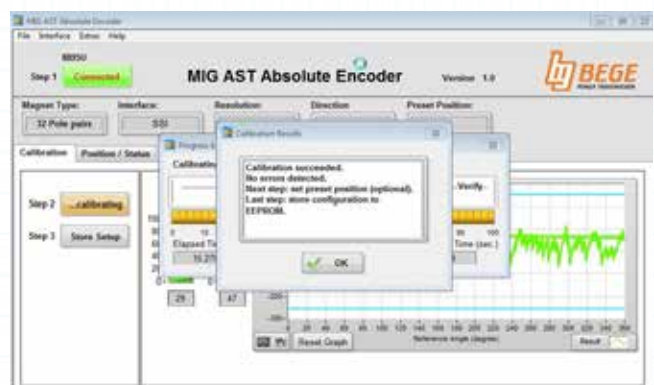 MIG AST Absolute Encoder
File Interface Extras Help
Step 1
Connected
MIG AST Absolute Encoder
Version 1.0
BEGE
POWER TRANSMISSION
Magnet Type:
Interface:
Resolution:
Direction
Preset Position:
32 Pole pairs
SSI
Calibration
Position / Status
Calibration Results
Calibrating
Calibration succeeded.
No errors detected.
Next step: set preset position (optional).
Last step: store configuration to
EEPROM.
Verify
Step 2
...calibrating
Step 3
Store Setup
Elapsed
Time (sec.)
OK
29
47
Reset Graph
Reference angle (degree)
Result